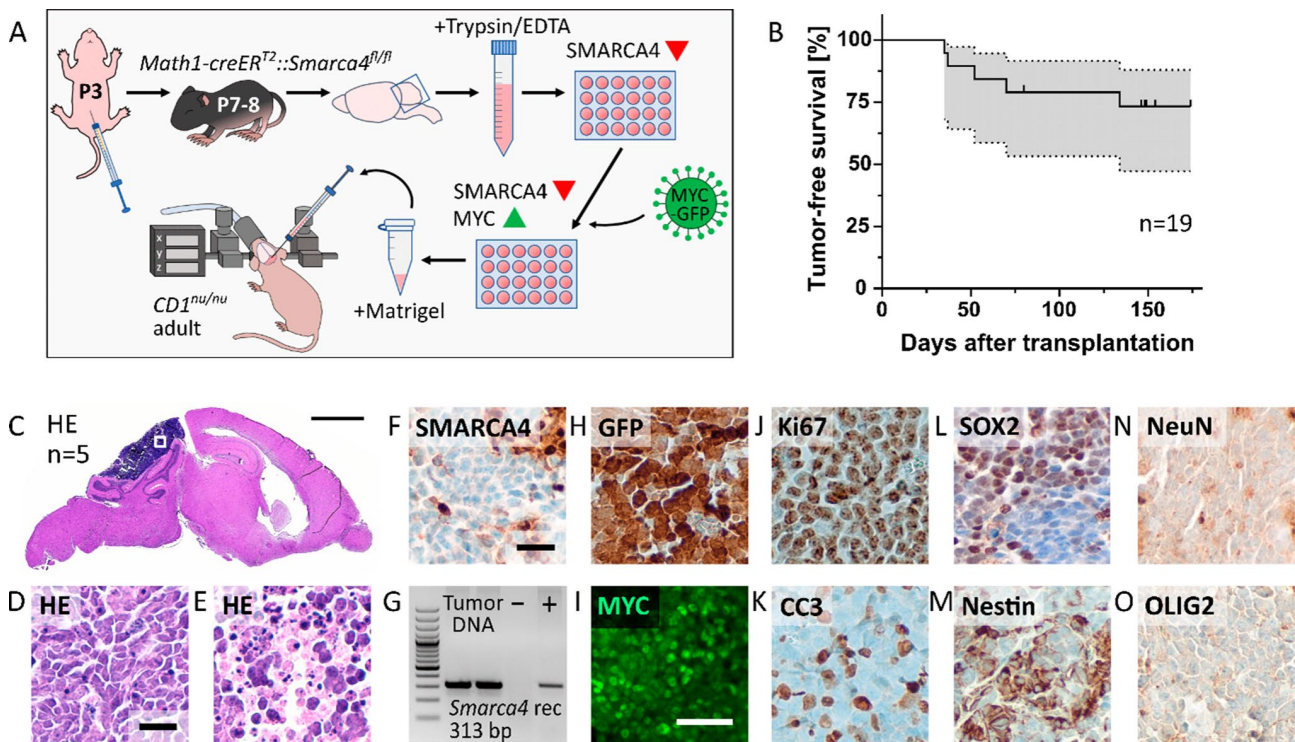 A
P3
Math1-creER^T2::Smarca4^fl/fl
P7-8
+Trypsin/EDTA
SMARCA4
SMARCA4
MYC
MYC
-GFP
x
y
z
CD1^nu/nu
adult
+Matrigel
B
Tumor-free survival [%]
100
75
50
25
0
0 50 100 150
n=19
Days after transplantation
C HE
n=5
F SMARCA4
H GFP
J Ki67
L SOX2
N NeuN
D HE
E HE
G Tumor - +
DNA
Smarca4 rec
313 bp
I MYC
K CC3
M Nestin
O OLIG2